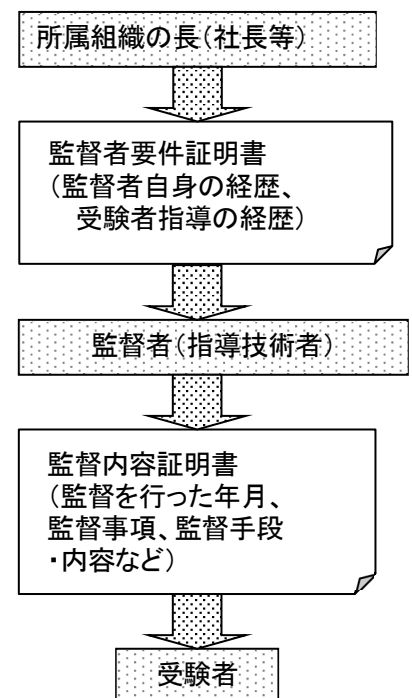 所属組織の長(社長等)
監督者要件証明書
(監督者自身の経歴、
受験者指導の経歴)
監督者(指導技術者)
監督内容証明書
(監督を行った年月、
監督事項、監督手段
・内容など)
受験者